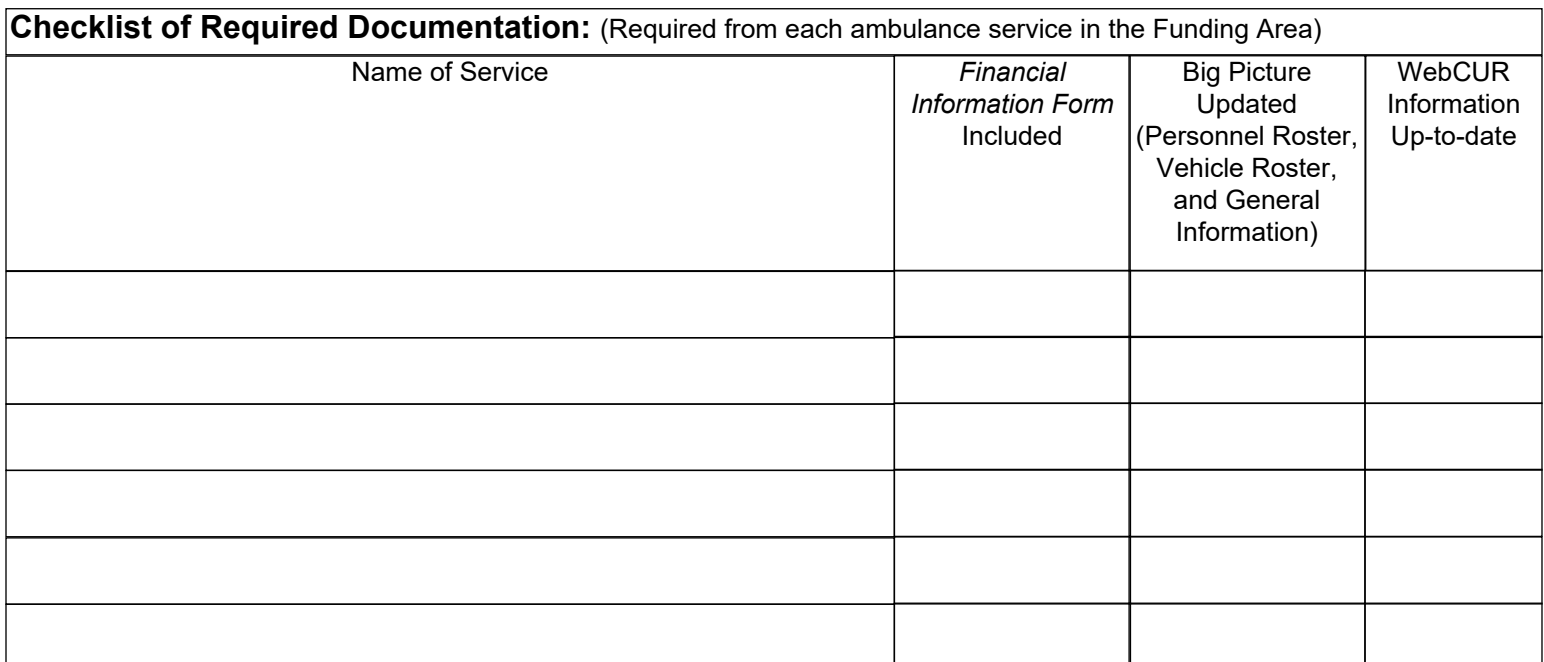 Checklist of Required Documentation: (Required from each ambulance service in the Funding Area)
Name of Service
Financial
Information Form
Included
Big Picture
Updated
(Personnel Roster,
Vehicle Roster,
and General
Information)
WebCUR
Information
Up-to-date